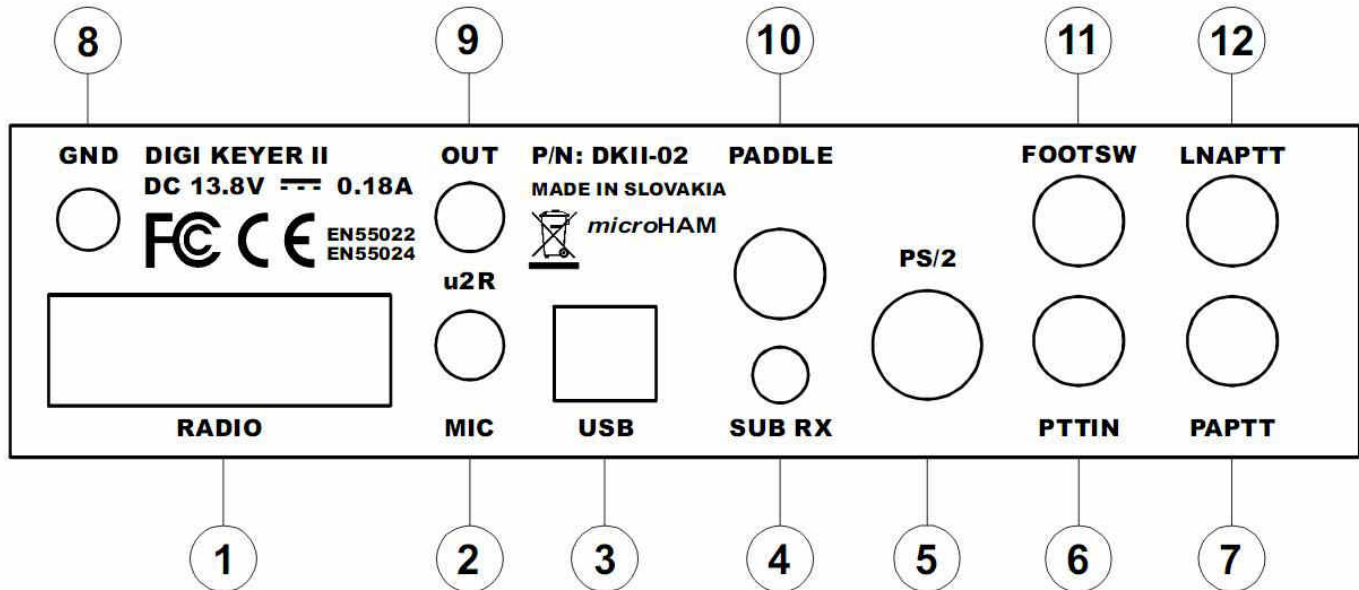 8 9 10 11 12
GND DIGI KEYER II OUT P/N: DKII-02 PADDLE FOOTSW LNAPTT
DC 13.8V 0.18A MADE IN SLOVAKIA
FC CE EN55022 microHAM
EN55024
u2R PS/2
RADIO MIC USB SUB RX PTTIN PAPTT
1 2 3 4 5 6 7